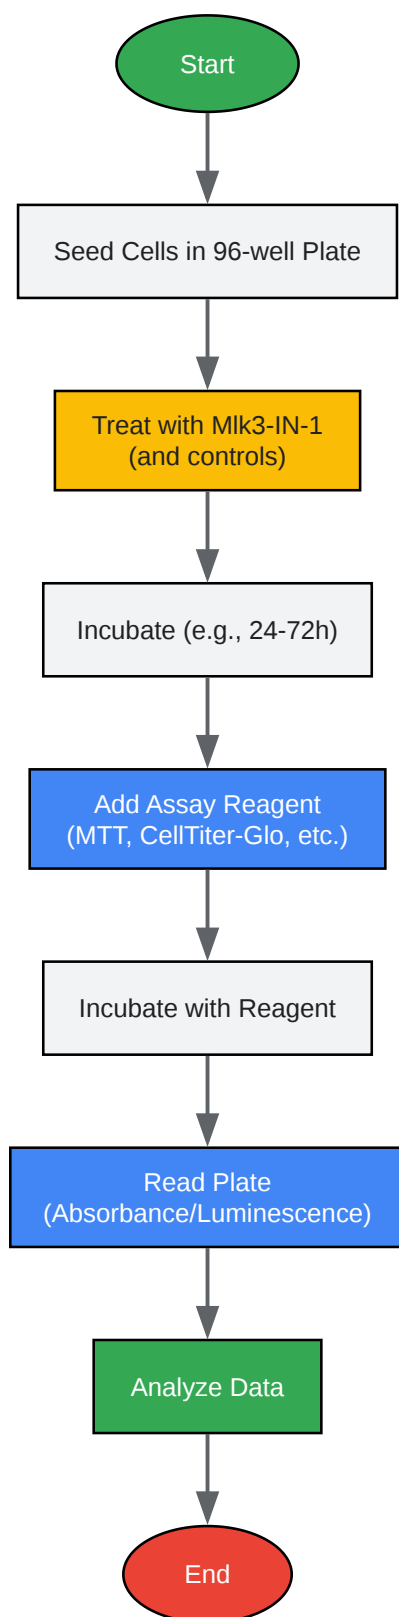 Start
Seed Cells in 96-well Plate
Treat with Mlk3-IN-1
(and controls)
Incubate (e.g., 24-72h)
Add Assay Reagent
(MTT, CellTiter-Glo, etc.)
Incubate with Reagent
Read Plate
(Absorbance/Luminescence)
Analyze Data
End